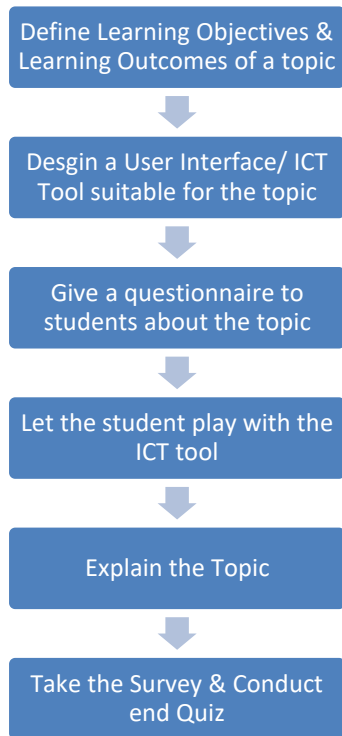 Define Learning Objectives &
Learning Outcomes of a topic
Desgin a User Interface/ ICT
Tool suitable for the topic
Give a questionnaire to
students about the topic
Let the student play with the
ICT tool
Explain the Topic
Take the Survey & Conduct
end Quiz